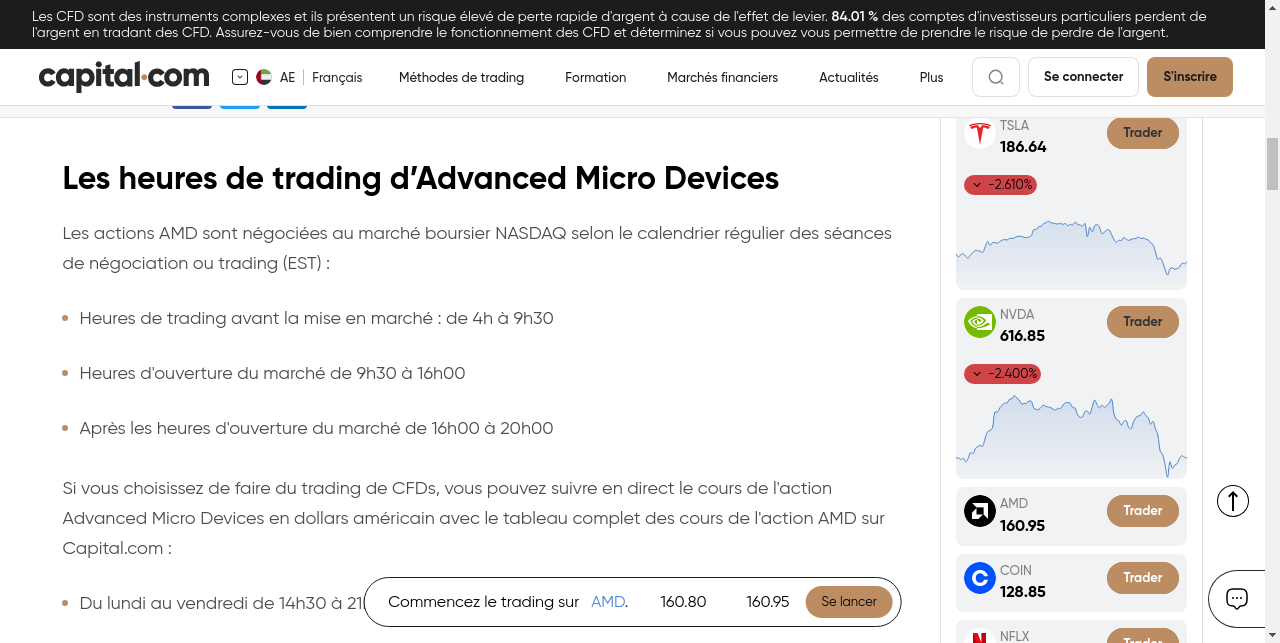 Les CFD sont des instruments complexes et ils présentent un risque élevé de perte rapide d'argent à cause de l'effet de levier. 84.01 % des comptes d'investisseurs particuliers perdent de
l'argent en tradant des CFD. Assurez-vous de bien comprendre le fonctionnement des CFD et déterminez si vous pouvez vous permettre de prendre le risque de perdre de l'argent.
capital.com AE Français Méthodes de trading Formation Marchés financiers Actualités Plus Se connecter S'inscrire
Les heures de trading d’Advanced Micro Devices
Les actions AMD sont négociées au marché boursier NASDAQ selon le calendrier régulier des séances
de négociation ou trading (EST) :
Heures de trading avant la mise en marché : de 4h à 9h30
Heures d'ouverture du marché de 9h30 à 16h00
Après les heures d'ouverture du marché de 16h00 à 20h00
Si vous choisissez de faire du trading de CFDs, vous pouvez suivre en direct le cours de l'action
Advanced Micro Devices en dollars américain avec le tableau complet des cours de l'action AMD sur
Capital.com :
Du lundi au vendredi de 14h30 à 21
Commencez le trading sur AMD. 160.80 160.95 Se lancer
TSLA
186.64
Trader
-2.610%
NVDA
616.85
Trader
-2.400%
AMD
160.95
Trader
COIN
128.85
Trader
NFLX
Trader